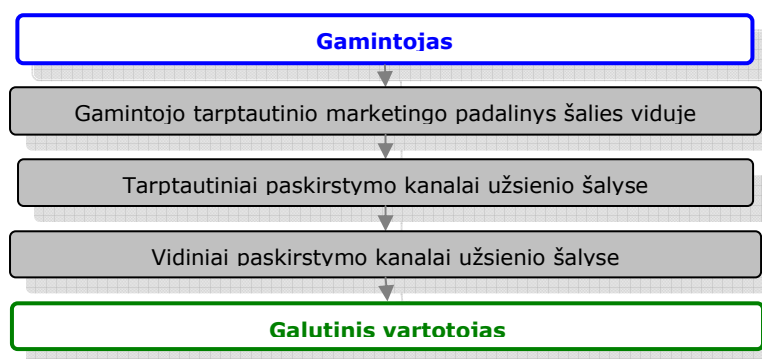 Gamintojas
Gamintojo tarptautinio marketingo padalinys šalies viduje
Tarptautiniai paskirstymo kanalai užsienio šalyse
Vidiniai paskirstymo kanalai užsienio šalyse
Galutinis vartotojas